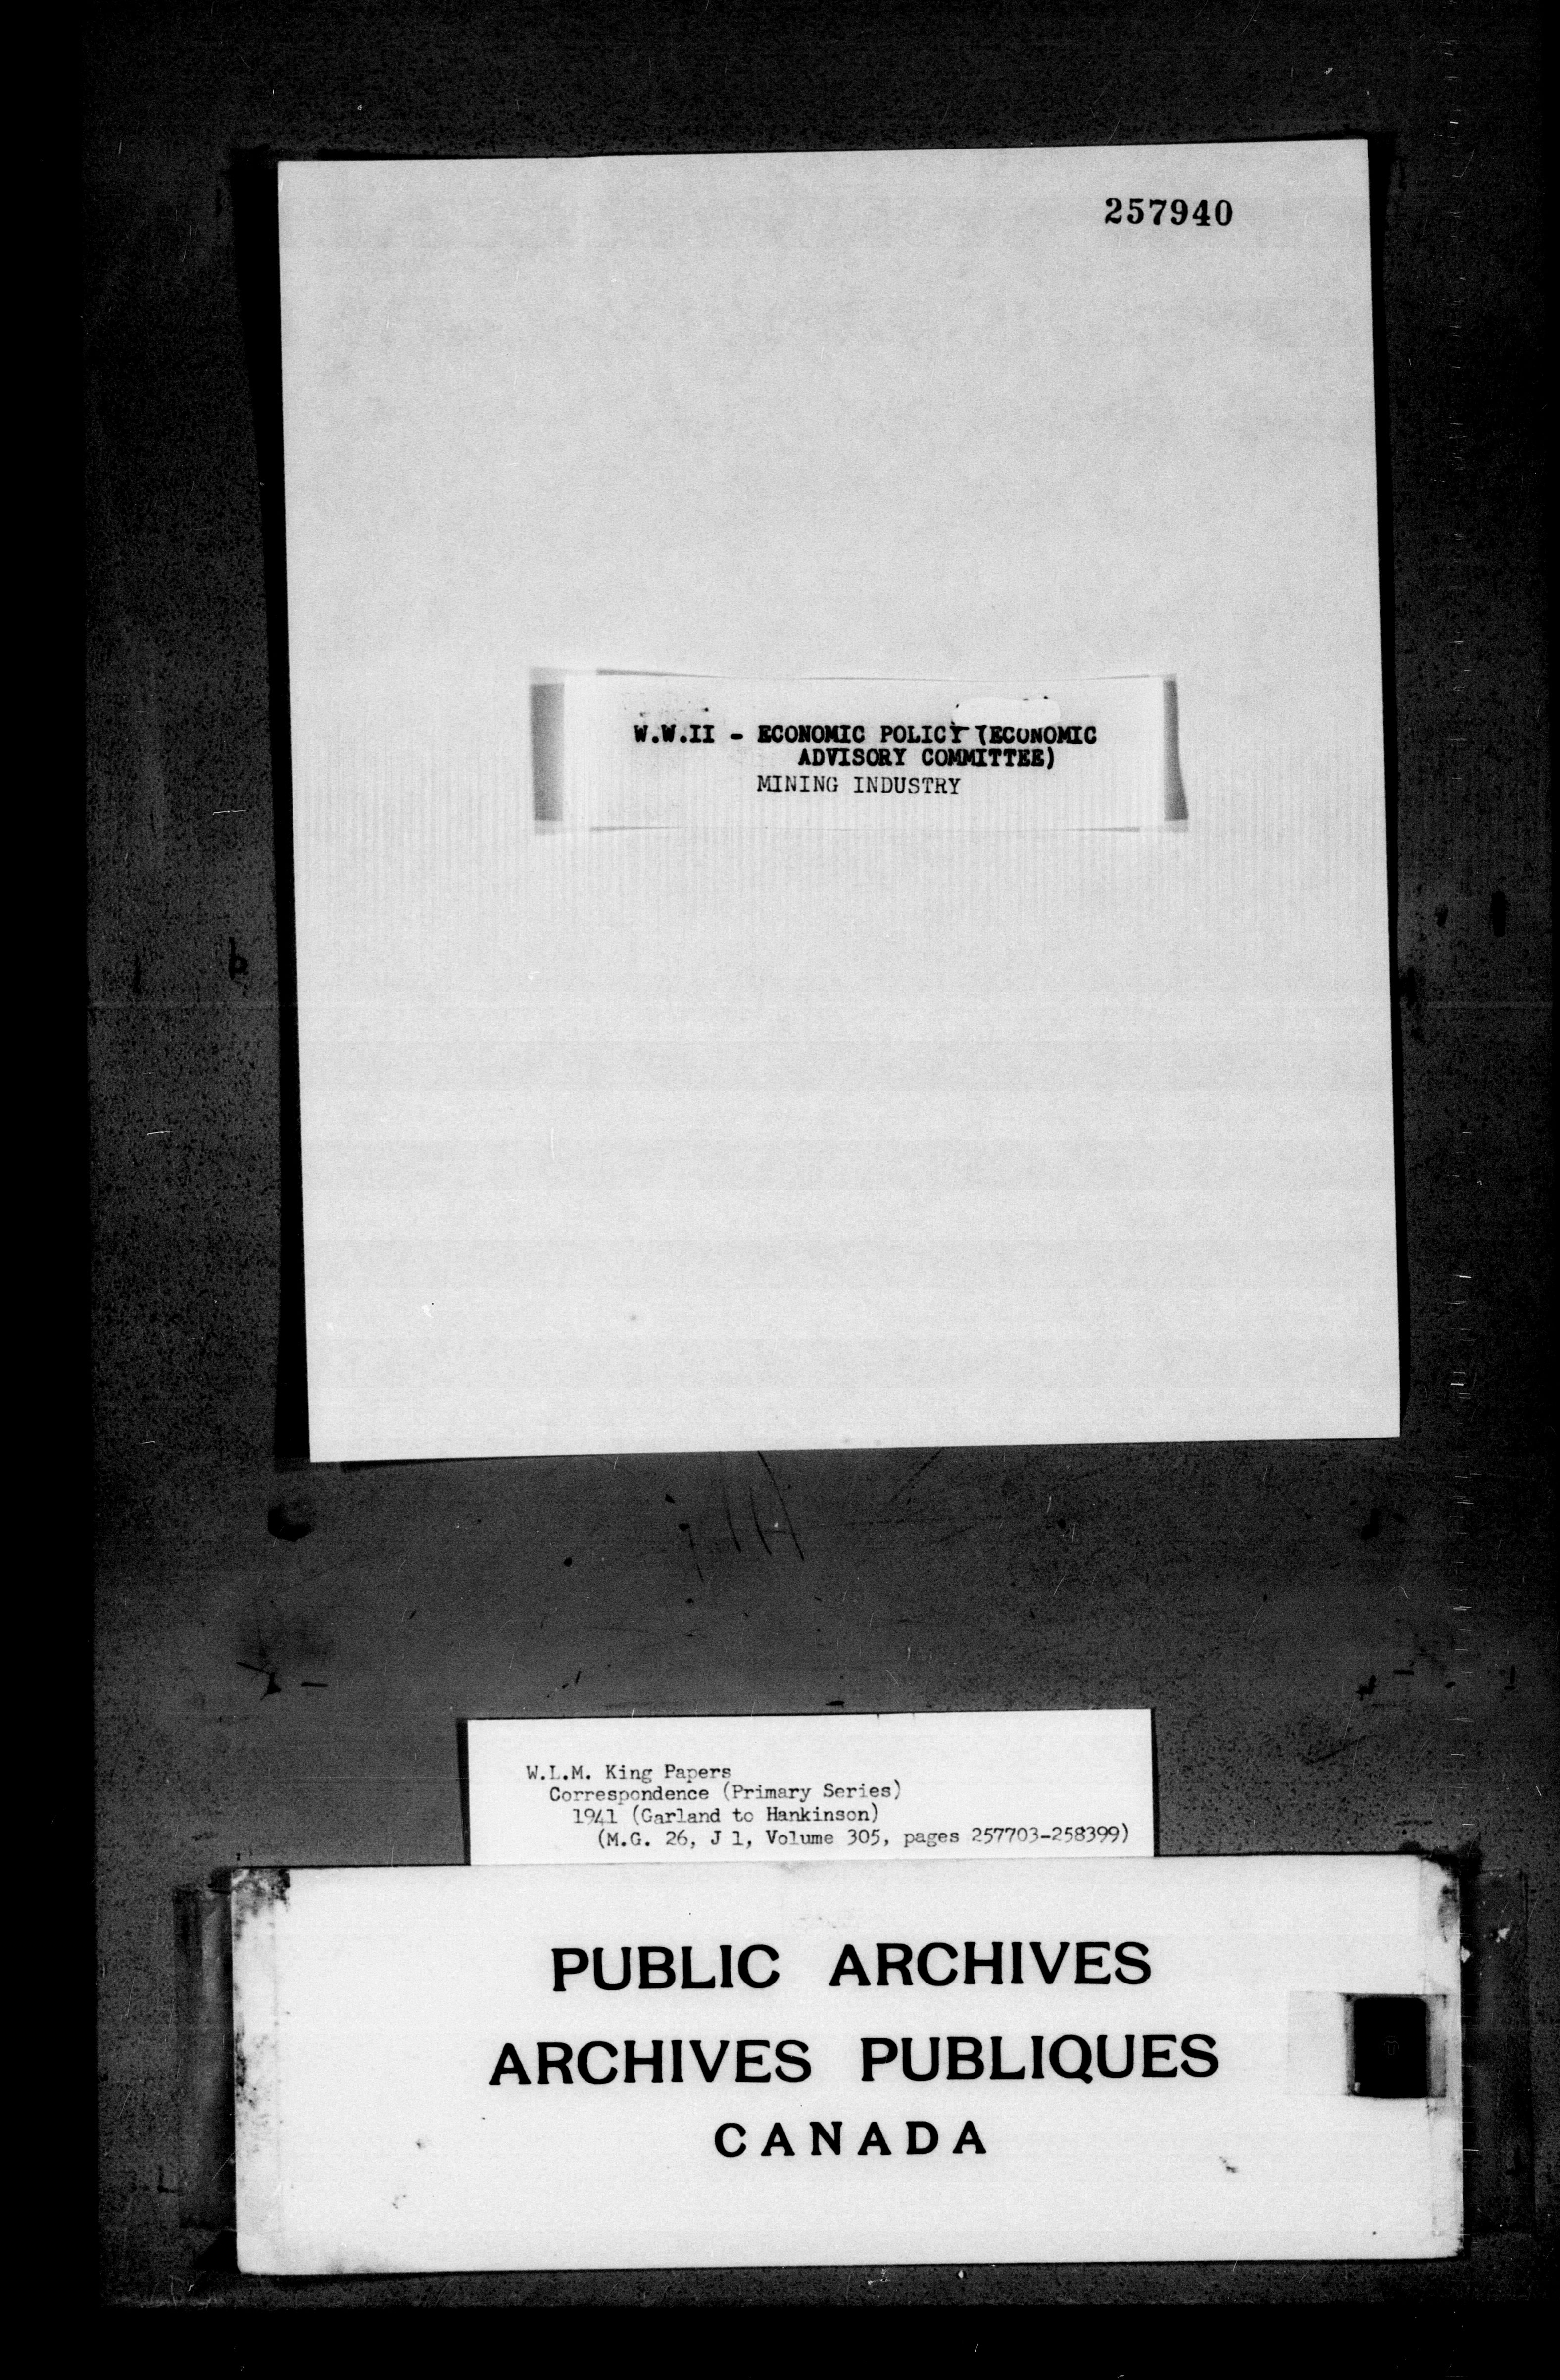 257940
W.W.II - ECONOMIC POLICY (ECONOMIC
ADVISORY COMMITTEE)
MINING INDUSTRY
W.L.M. King Papers
Correspondence (Primary Series)
1941 (Garland to Hankinson)
(M.G. 26, J 1, Volume 305, pages 257703-258399)
PUBLIC ARCHIVES
ARCHIVES PUBLIQUES
CANADA